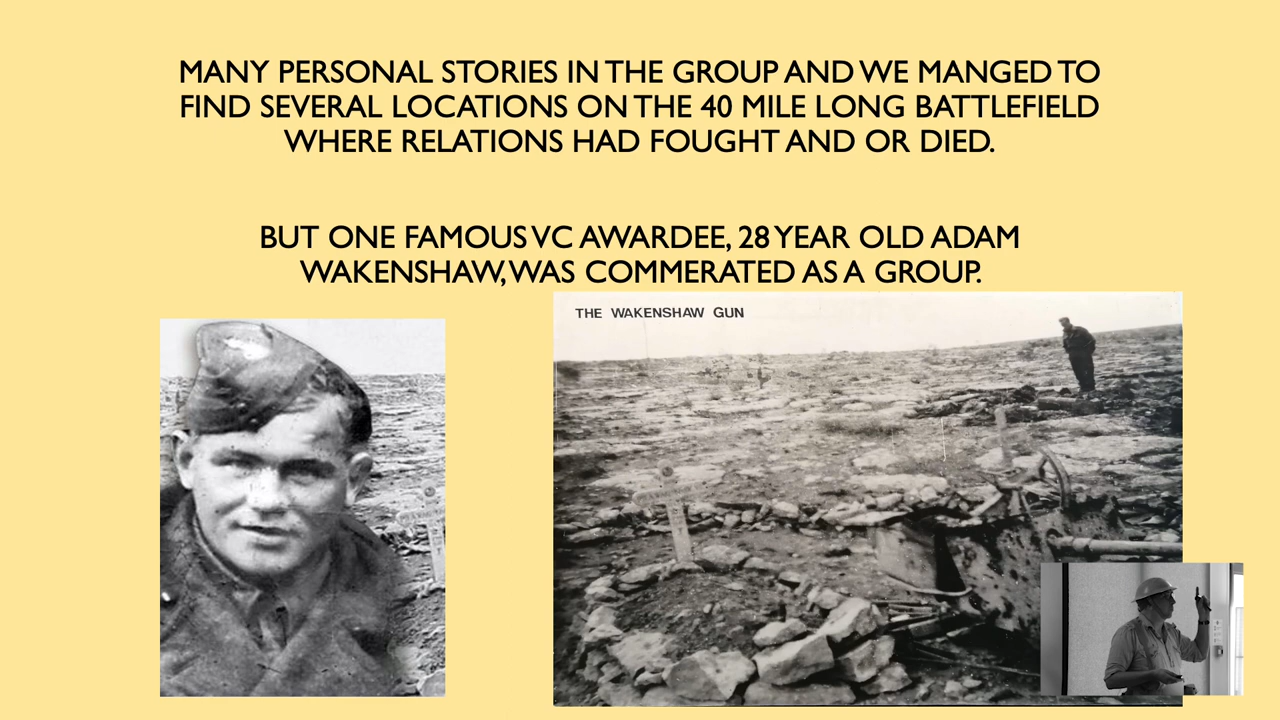 MANY PERSONAL STORIES IN THE GROUP AND WE MANGED TO
FIND SEVERAL LOCATIONS ON THE 40 MILE LONG BATTLEFIELD
WHERE RELATIONS HAD FOUGHT AND OR DIED.
BUT ONE FAMOUS VC AWARDEE, 28 YEAR OLD ADAM
WAKENSHAW, WAS COMMERATED AS A GROUP.
THE WAKENSHAW GUN